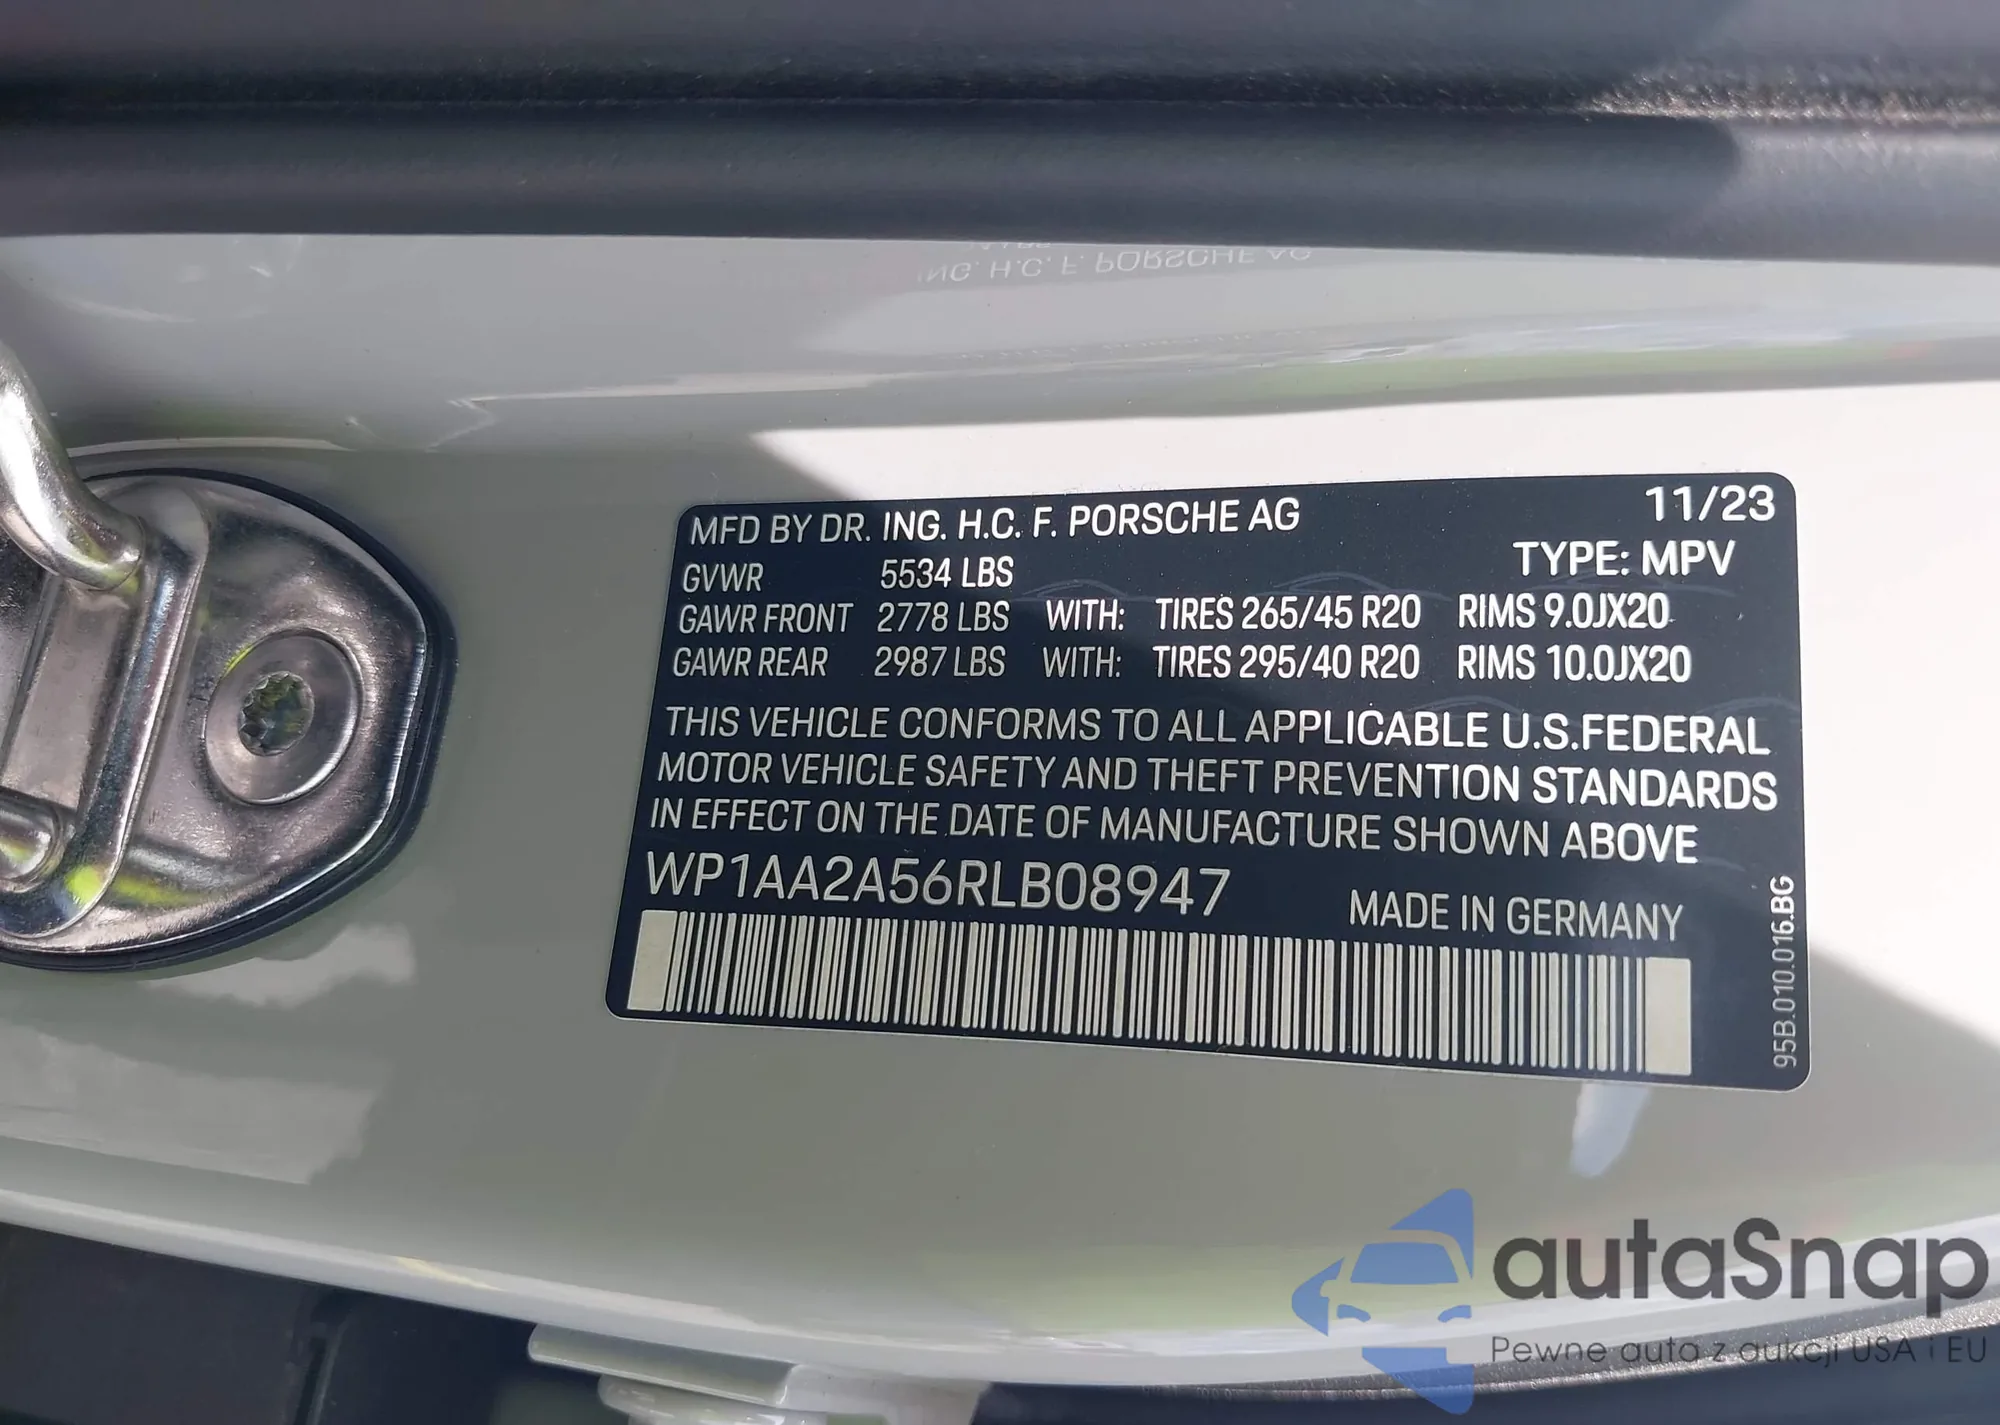 MFD BY DR. ING. H.C. F. PORSCHE AG 11/23
TYPE: MPV
GVWR 5534 LBS
GAWR FRONT 2778 LBS WITH: TIRES 265/45 R20 RIMS 9.0JX20
GAWR REAR 2987 LBS WITH: TIRES 295/40 R20 RIMS 10.0JX20
THIS VEHICLE CONFORMS TO ALL APPLICABLE U.S.FEDERAL
MOTOR VEHICLE SAFETY AND THEFT PREVENTION STANDARDS
IN EFFECT ON THE DATE OF MANUFACTURE SHOWN ABOVE
WP1AA2A56RLB08947
MADE IN GERMANY
95B.010.016.BG
autaSnap
Pewne auta z aukcji USA i EU